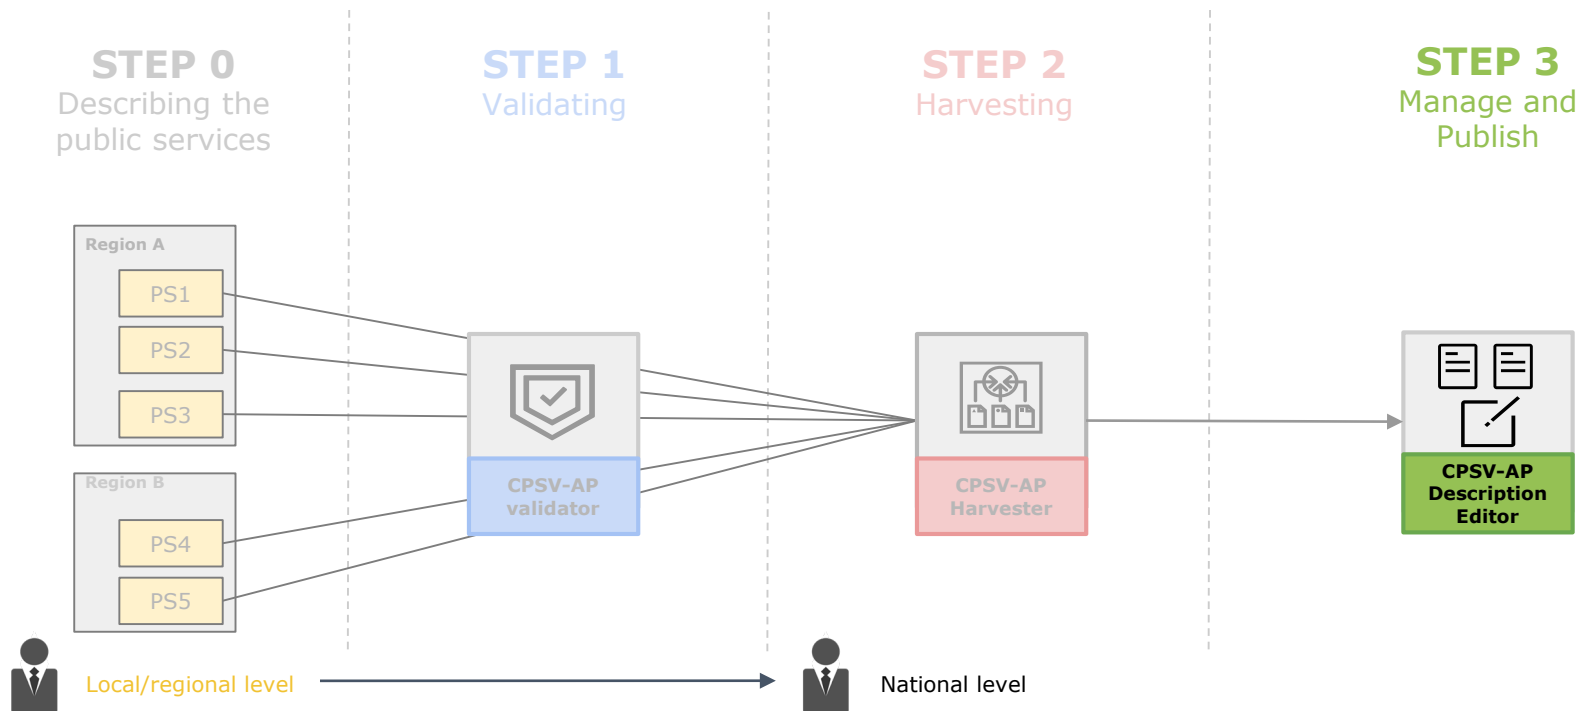 STEP 0
Describing the
public services
STEP 1
Validating
STEP 2
Harvesting
STEP 3
Manage and
Publish
Region A
PS1
PS2
PS3
Region B
PS4
PS5
CPSV-AP
validator
CPSV-AP
Harvester
CPSV-AP
Description
Editor
Local/regional level
National level